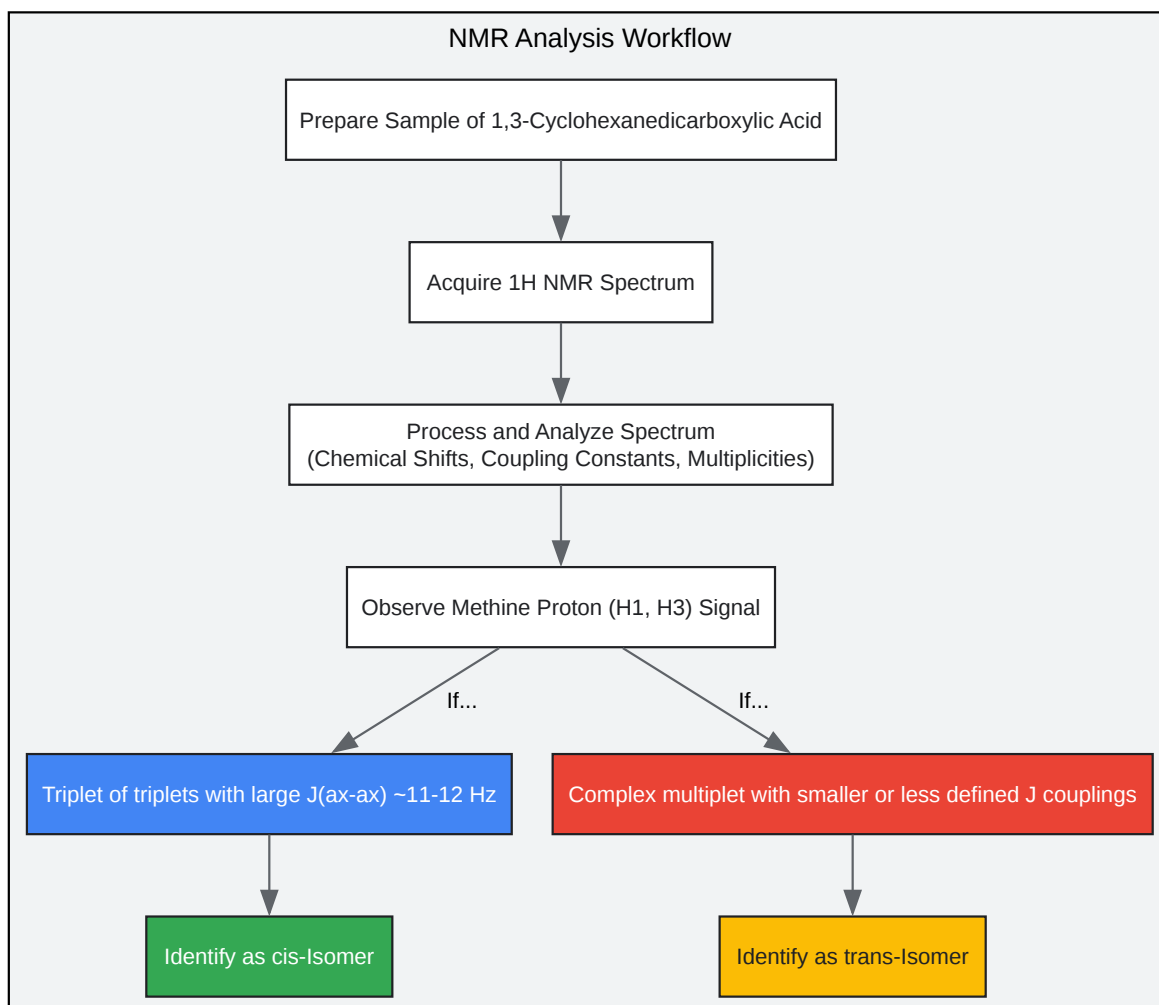 NMR Analysis Workflow
Prepare Sample of 1,3-Cyclohexanedicarboxylic Acid
Acquire 1H NMR Spectrum
Process and Analyze Spectrum
(Chemical Shifts, Coupling Constants, Multiplicities)
Observe Methine Proton (H1, H3) Signal
If...
If...
Triplet of triplets with large J(ax-ax) ~11-12 Hz
Complex multiplet with smaller or less defined J couplings
Identify as cis-Isomer
Identify as trans-Isomer